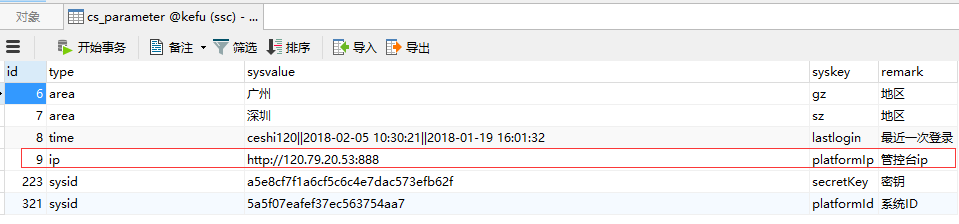 对象 cs_parameter @kefu (ssc) - ...
开始事务 备注 筛选 排序 导入 导出
id type sysvalue syskey remark
6 area 广州 gz 地区
7 area 深圳 sz 地区
8 time ceshi120||2018-02-05 10:30:21||2018-01-19 16:01:32 lastlogin 最近一次登录
9 ip http://120.79.20.53:888 platformIp 管控台ip
223 sysid a5e8cf7f1a6cf5c6c4e7dac573efb62f secretKey 密钥
321 sysid 5a5f07eafef37ec563754aa7 platformId 系统ID